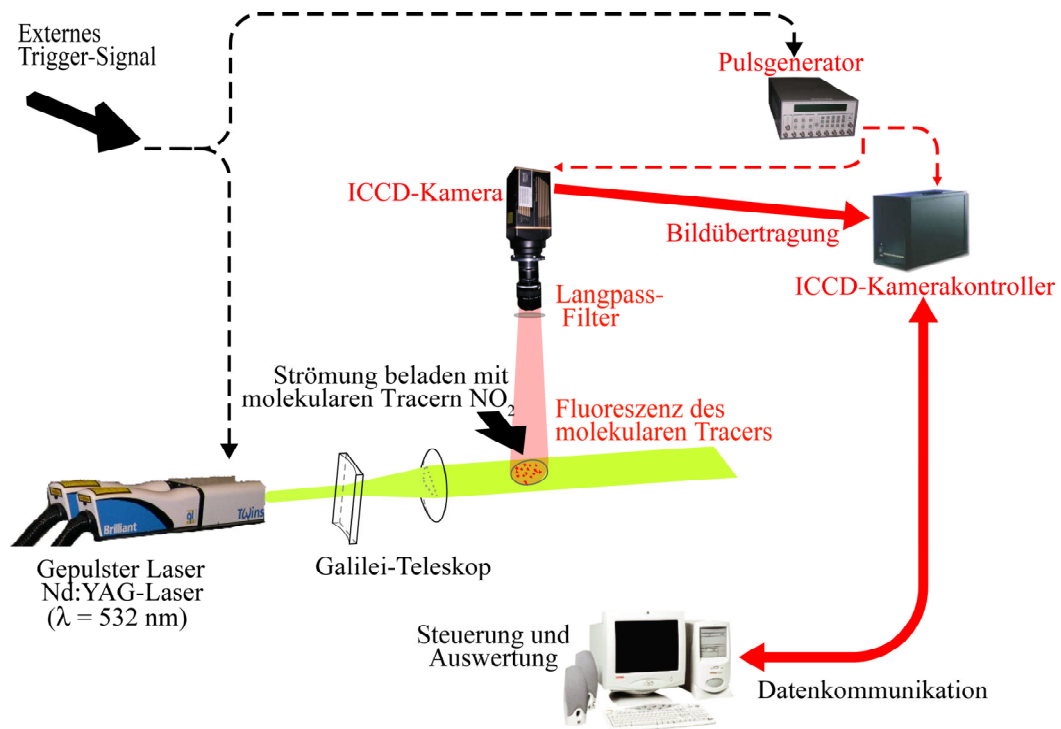 Externes
Trigger-Signal
Pulsgenerator
ICCD-Kamera
Bildübertragung
ICCD-Kamerakontroller
Langpass-
Filter
Strömung beladen mit
molekularen Tracern NO₂
Fluoreszenz des
molekularen Tracers
Brilliant
Twins
Galilei-Teleskop
Gepulster Laser
Nd:YAG-Laser
(λ = 532 nm)
Steuerung und
Auswertung
Datenkommunikation